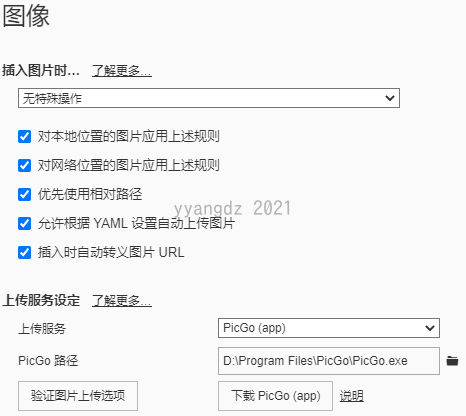 图像
插入图片时... 了解更多...
无特殊操作
对本地位置的图片应用上述规则
对网络位置的图片应用上述规则
优先使用相对路径
yyangdz 2021
允许根据 YAML 设置自动上传图片
插入时自动转义图片 URL
上传服务设定 了解更多...
上传服务 PicGo (app)
PicGo 路径 D:\Program Files\PicGo\PicGo.exe
验证图片上传选项 下载 PicGo (app) 说明